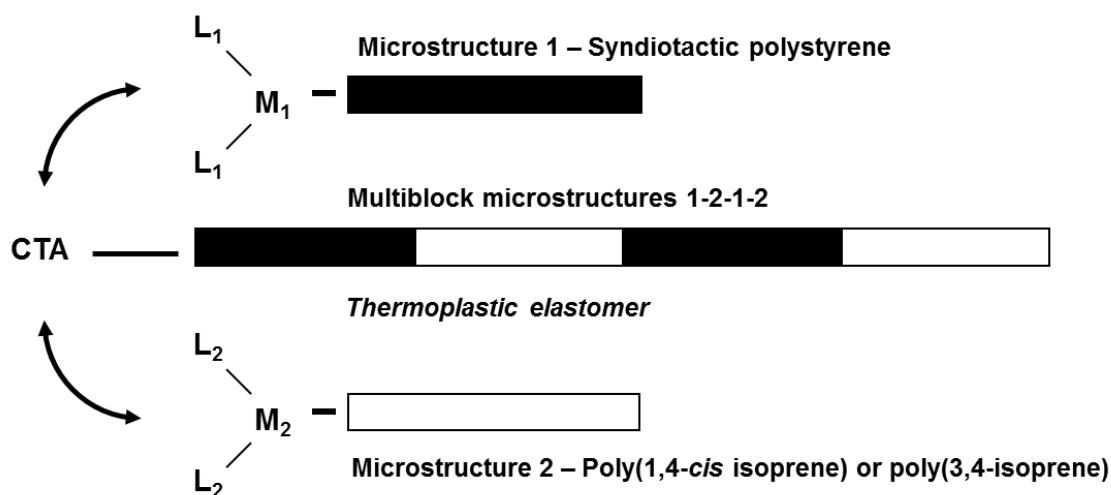 L1
Microstructure 1 – Syndiotactic polystyrene
M1
L1
Multiblock microstructures 1-2-1-2
CTA
Thermoplastic elastomer
L2
M2
L2
Microstructure 2 – Poly(1,4-cis isoprene) or poly(3,4-isoprene)